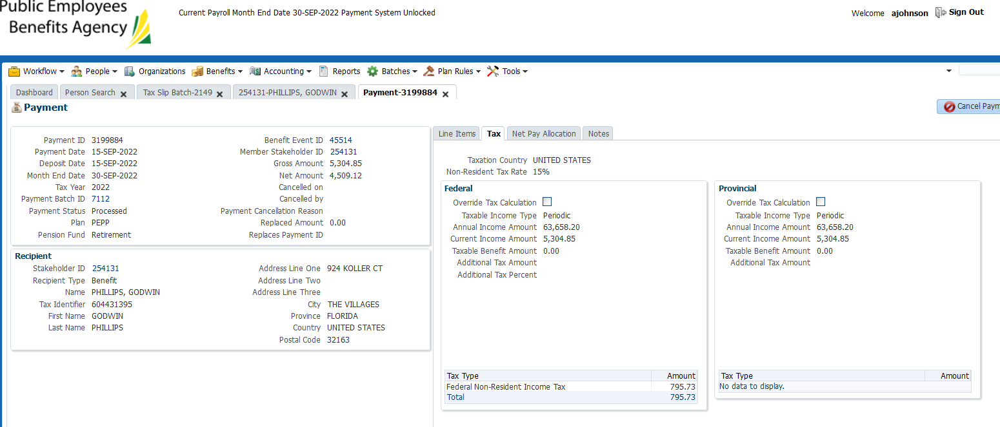 Public Employees
Benefits Agency
Current Payroll Month End Date 30-SEP-2022 Payment System Unlocked
Welcome ajohnson Sign Out
Workflow People Organizations Benefits Accounting Reports Batches Plan Rules Tools
Dashboard Person Search Tax Slip Batch-2149 254131-PHILLIPS, GODWIN Payment-3199884
Payment
Cancel Paym
Payment ID 3199884
Payment Date 15-SEP-2022
Deposit Date 15-SEP-2022
Month End Date 30-SEP-2022
Tax Year 2022
Payment Batch ID 7112
Payment Status Processed
Plan PEPP
Pension Fund Retirement
Benefit Event ID 45514
Member Stakeholder ID 254131
Gross Amount 5,304.85
Net Amount 4,509.12
Cancelled on
Cancelled by
Payment Cancellation Reason
Replaced Amount 0.00
Replaces Payment ID
Recipient
Stakeholder ID 254131
Recipient Type Benefit
Name PHILLIPS, GODWIN
Tax Identifier 604431395
First Name GODWIN
Last Name PHILLIPS
Address Line One 924 KOLLER CT
Address Line Two
Address Line Three
City THE VILLAGES
Province FLORIDA
Country UNITED STATES
Postal Code 32163
Line Items Tax Net Pay Allocation Notes
Taxation Country UNITED STATES
Non-Resident Tax Rate 15%
Federal
Override Tax Calculation
Taxable Income Type Periodic
Annual Income Amount 63,658.20
Current Income Amount 5,304.85
Taxable Benefit Amount 0.00
Additional Tax Amount
Additional Tax Percent
Tax Type Amount
Federal Non-Resident Income Tax 795.73
Total 795.73
Provincial
Override Tax Calculation
Taxable Income Type Periodic
Annual Income Amount 63,658.20
Current Income Amount 5,304.85
Taxable Benefit Amount 0.00
Additional Tax Amount
Tax Type Amount
No data to display.